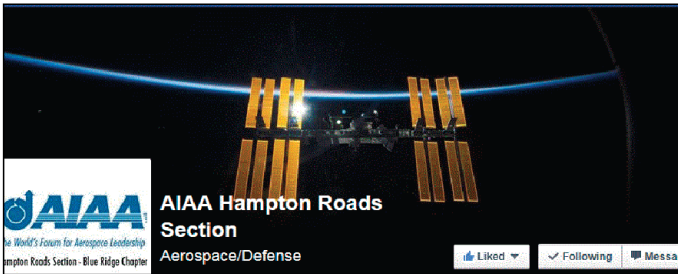 AIAA
The World's Forum for Aerospace Leadership
ampton Roads Section - Blue Ridge Chapter
AIAA Hampton Roads
Section
Aerospace/Defense
Liked
Following
Messa